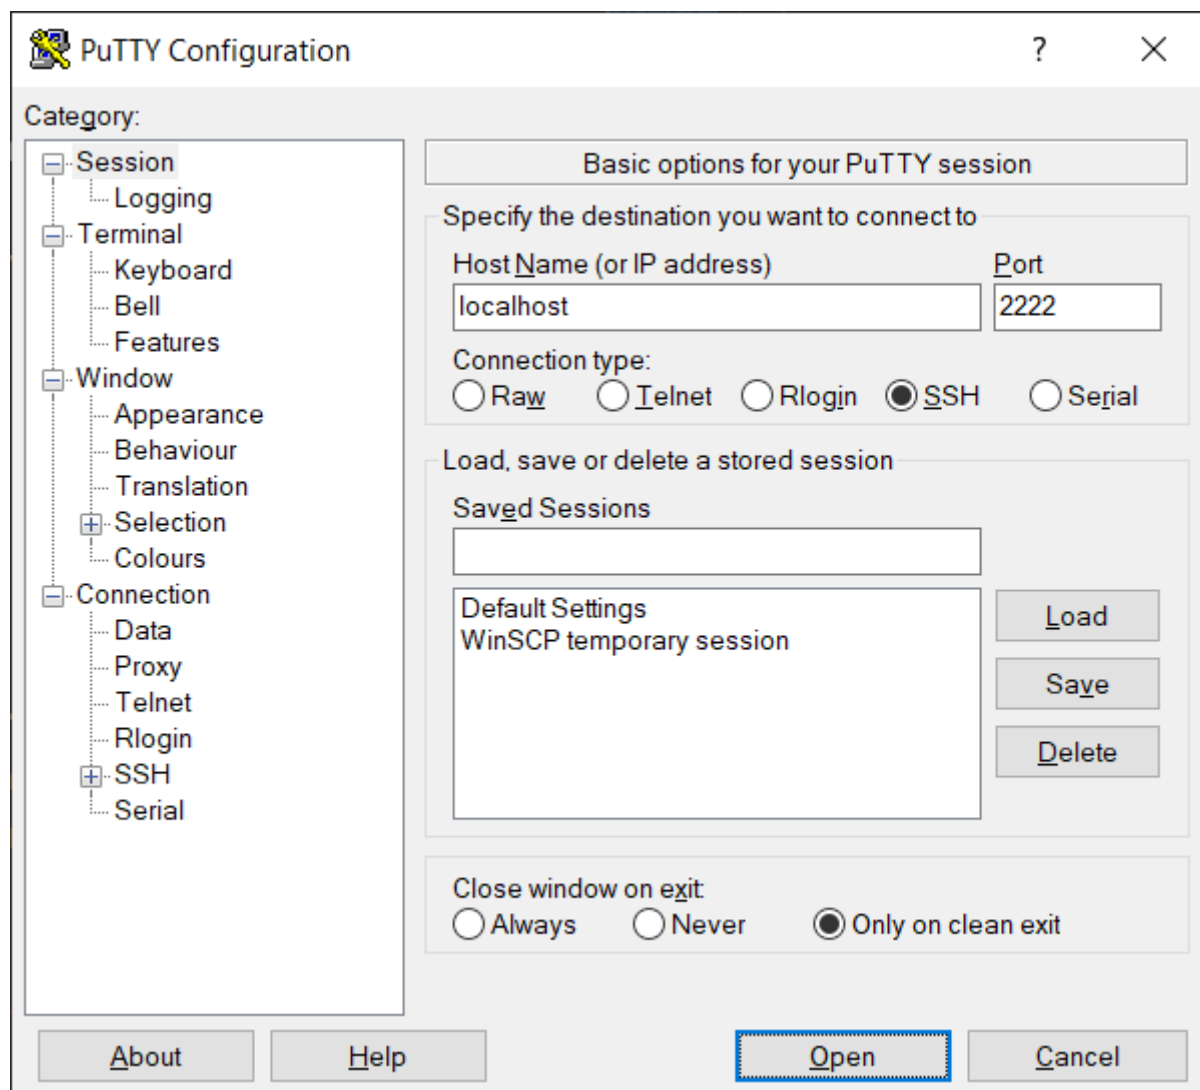 PuTTY Configuration
?
Category:
Session
Logging
Terminal
Keyboard
Bell
Features
Window
Appearance
Behaviour
Translation
Selection
Colours
Connection
Data
Proxy
Telnet
Rlogin
SSH
Serial
Basic options for your PuTTY session
Specify the destination you want to connect to
Host Name (or IP address) Port
localhost 2222
Connection type:
Raw Telnet Rlogin SSH Serial
Load, save or delete a stored session
Saved Sessions
Default Settings
WinSCP temporary session
Load
Save
Delete
Close window on exit:
Always Never Only on clean exit
About Help Open Cancel